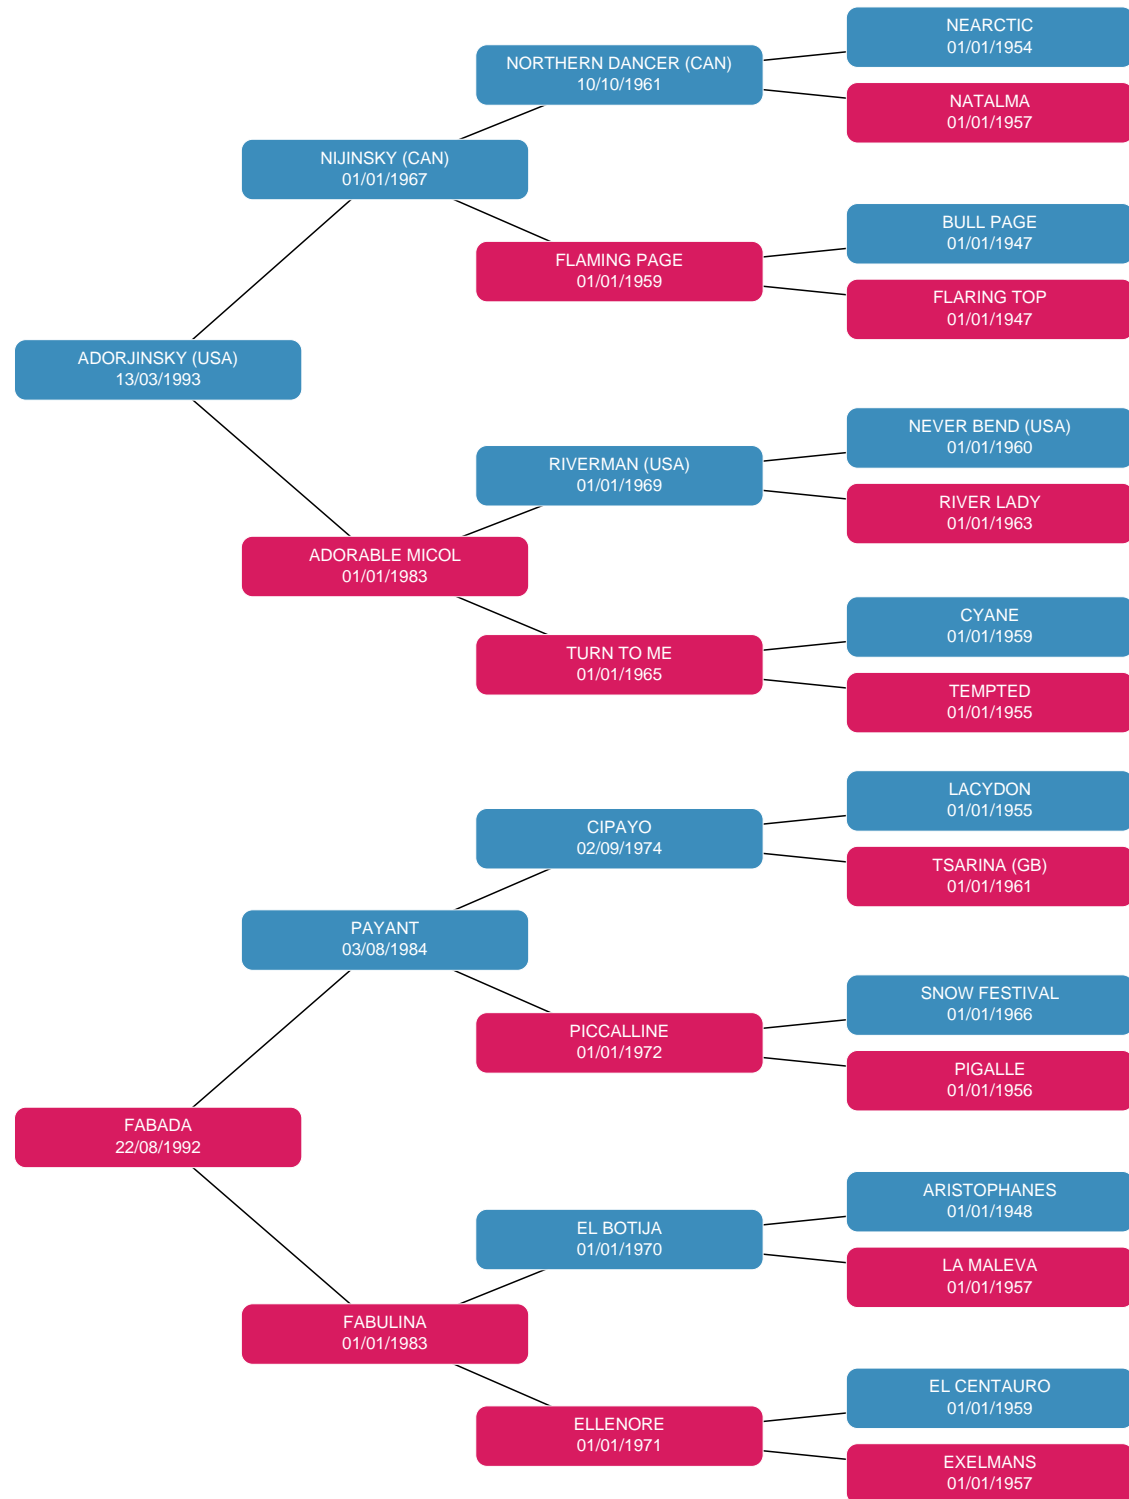 NEARCTIC
01/01/1954
NORTHERN DANCER (CAN)
10/10/1961
NATALMA
01/01/1957
NIJINSKY (CAN)
01/01/1967
BULL PAGE
01/01/1947
FLAMING PAGE
01/01/1959
FLARING TOP
01/01/1947
ADORJINSKY (USA)
13/03/1993
NEVER BEND (USA)
01/01/1960
RIVERMAN (USA)
01/01/1969
RIVER LADY
01/01/1963
ADORABLE MICOL
01/01/1983
CYANE
01/01/1959
TURN TO ME
01/01/1965
TEMPTED
01/01/1955
LACYDON
01/01/1955
CIPAYO
02/09/1974
TSARINA (GB)
01/01/1961
PAYANT
03/08/1984
SNOW FESTIVAL
01/01/1966
PICCALLINE
01/01/1972
PIGALLE
01/01/1956
FABADA
22/08/1992
ARISTOPHANES
01/01/1948
EL BOTIJA
01/01/1970
LA MALEVA
01/01/1957
FABULINA
01/01/1983
EL CENTAURO
01/01/1959
ELLENORE
01/01/1971
EXELMANS
01/01/1957